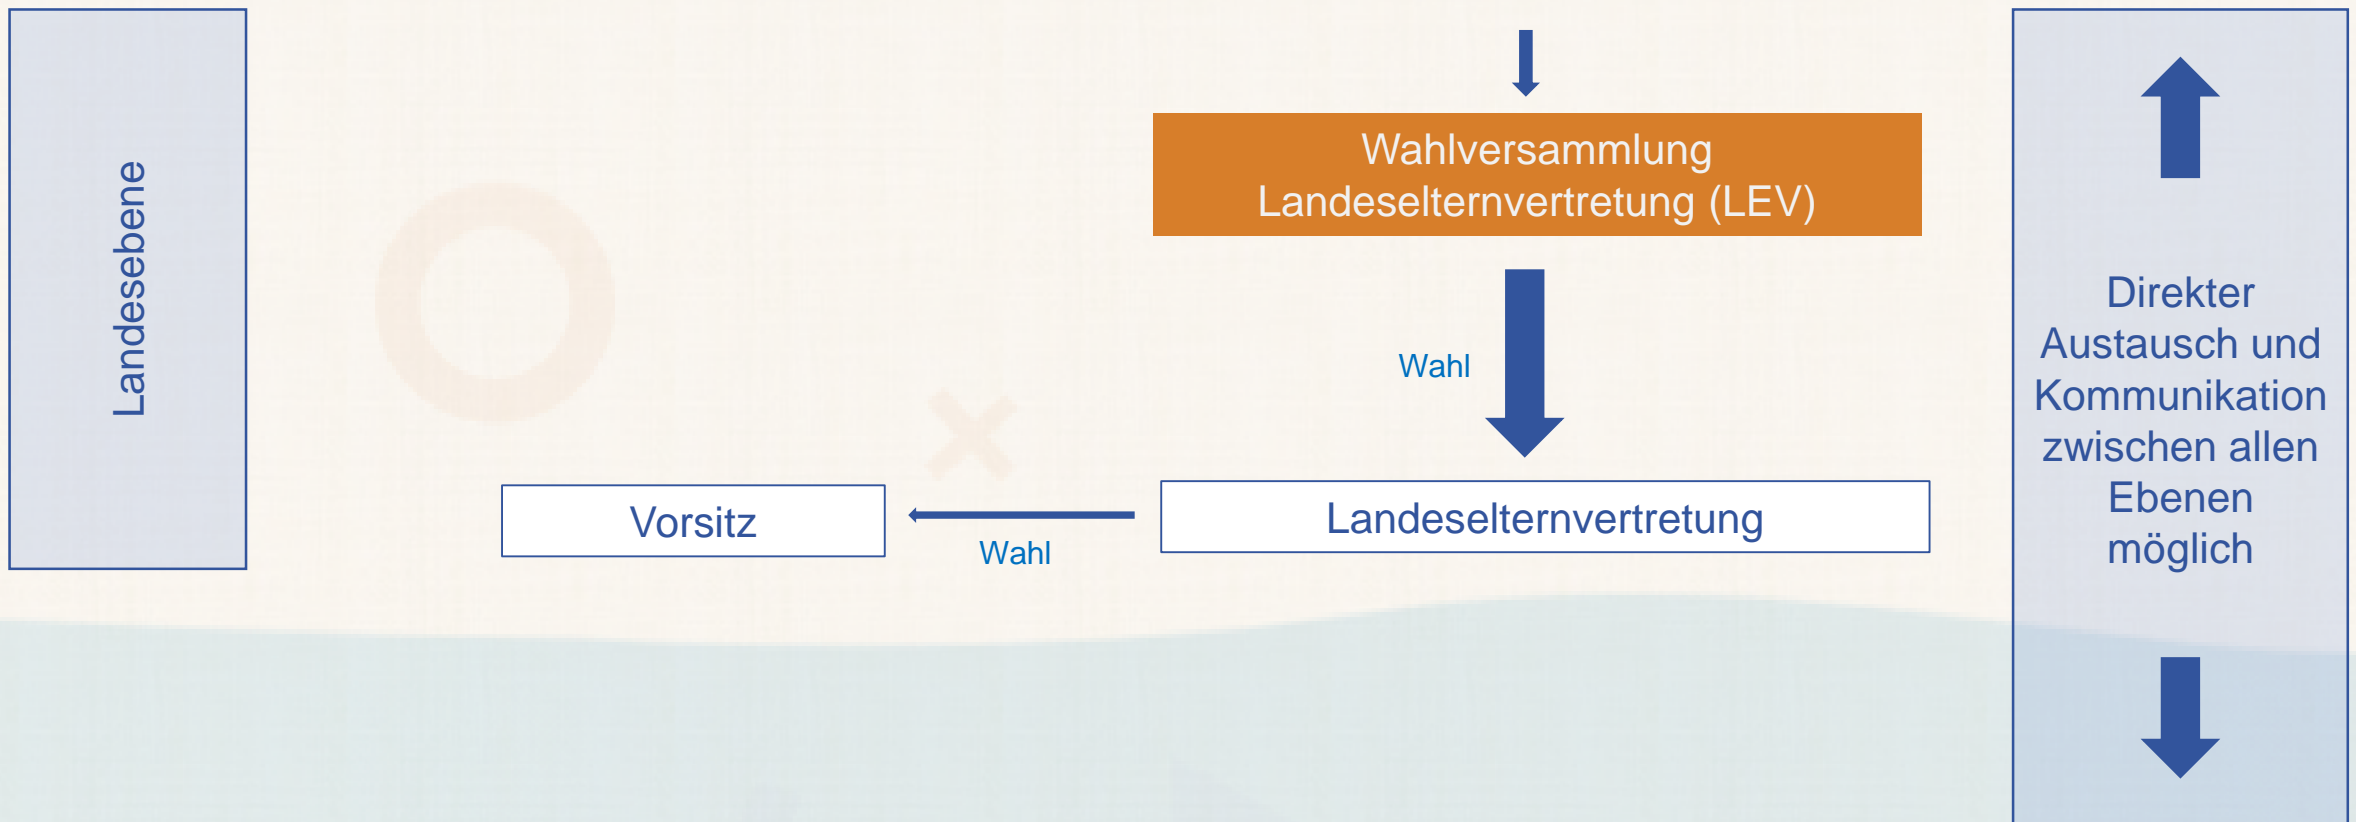 Landesebene
Wahlversammlung
Landeselternvertretung (LEV)
Wahl
Vorsitz
Wahl
Landeselternvertretung
Direkter
Austausch und
Kommunikation
zwischen allen
Ebenen
möglich